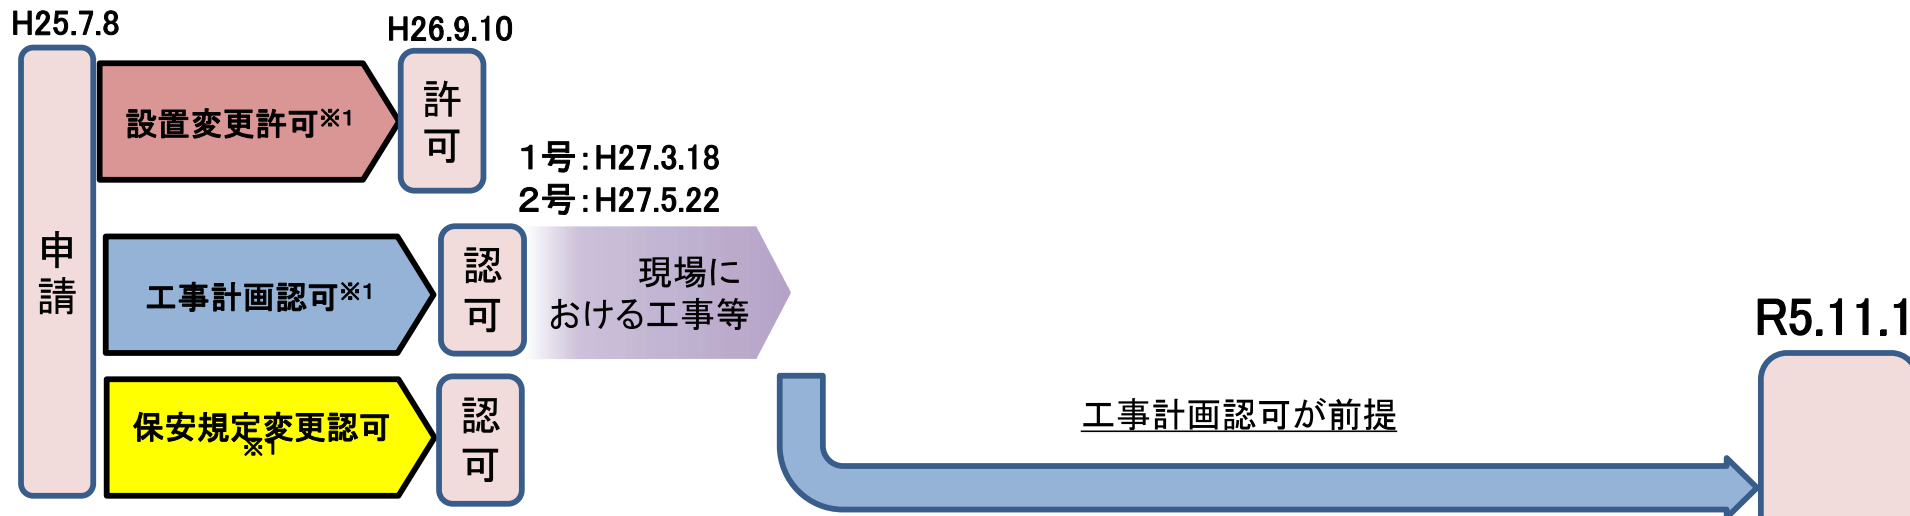 H25.7.8
H26.9.10
申請
設置変更許可※1
許可
1号:H27.3.18
2号:H27.5.22
工事計画認可※1
認可
現場に
おける工事等
保安規定変更認可
※1
認可
工事計画認可が前提
R5.11.1